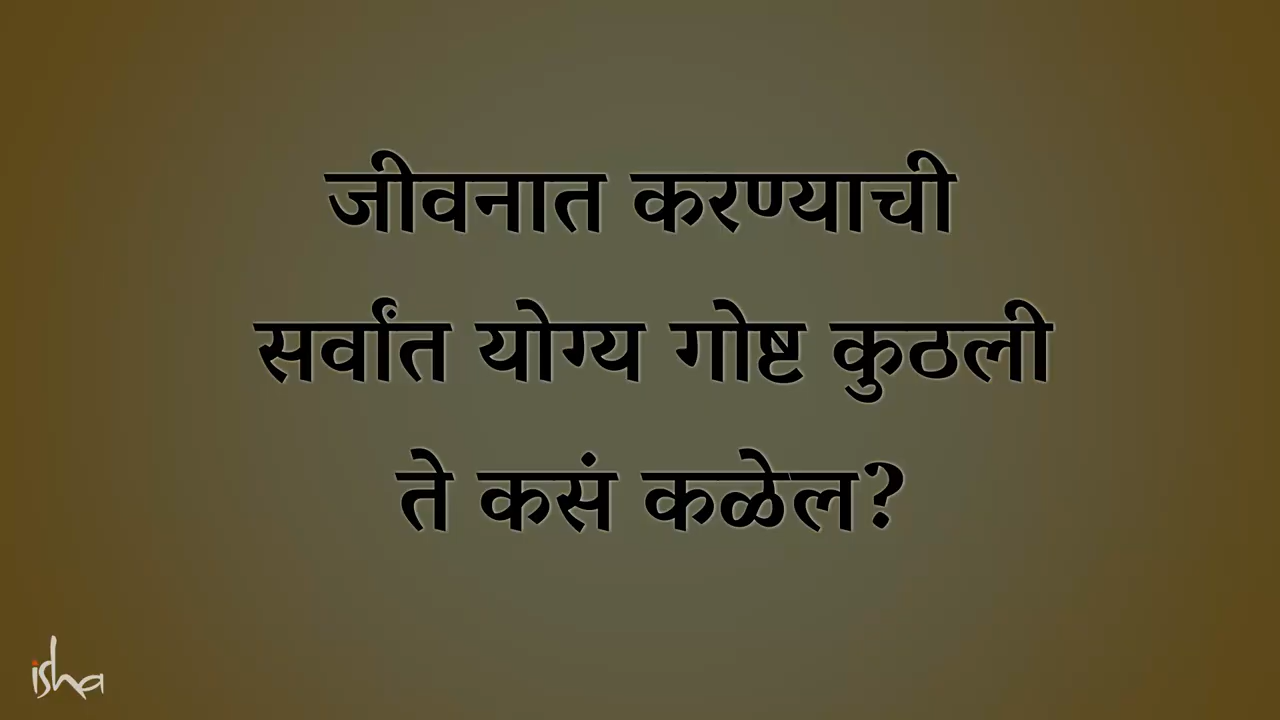 जीवनात करण्याची
सर्वांत योग्य गोष्ट कुठली
ते कसं कळेल?
isha